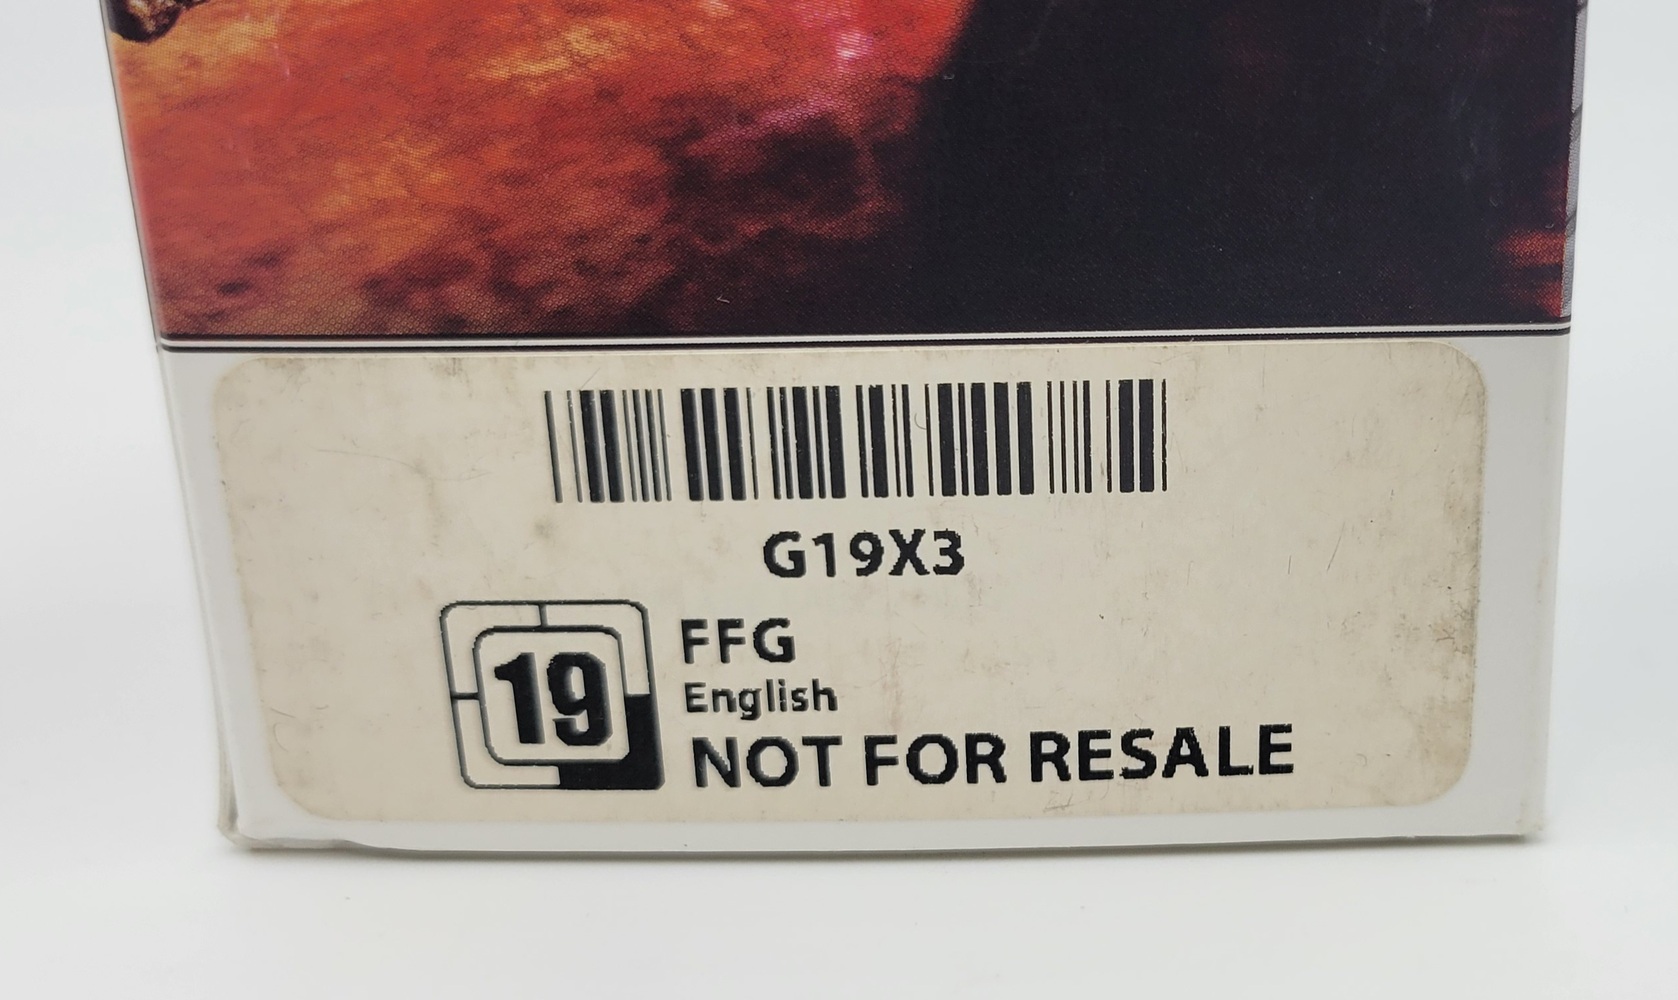 G19X3
19
FFG
English
NOT FOR RESALE